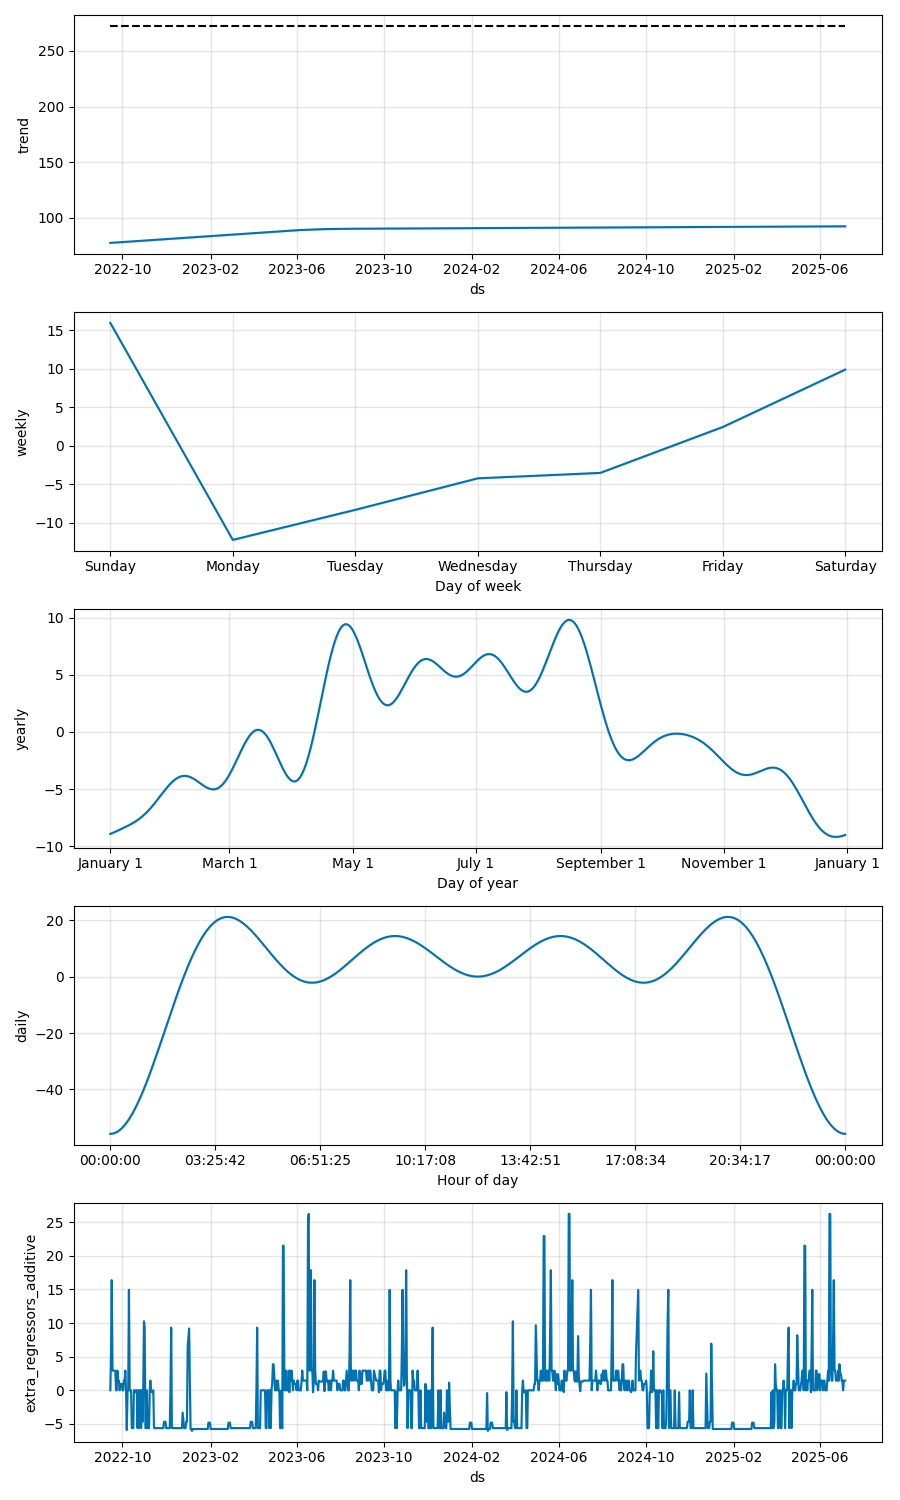 250
200
150
100
trend
2022-10 2023-02 2023-06 2023-10 2024-02 2024-06 2024-10 2025-02 2025-06
ds
15
10
5
0
−5
−10
weekly
Sunday Monday Tuesday Wednesday Thursday Friday Saturday
Day of week
10
5
0
−5
−10
yearly
January 1 March 1 May 1 July 1 September 1 November 1 January 1
Day of year
20
0
−20
−40
daily
00:00:00 03:25:42 06:51:25 10:17:08 13:42:51 17:08:34 20:34:17 00:00:00
Hour of day
25
20
15
10
5
0
−5
extra_regressors_additive
2022-10 2023-02 2023-06 2023-10 2024-02 2024-06 2024-10 2025-02 2025-06
ds